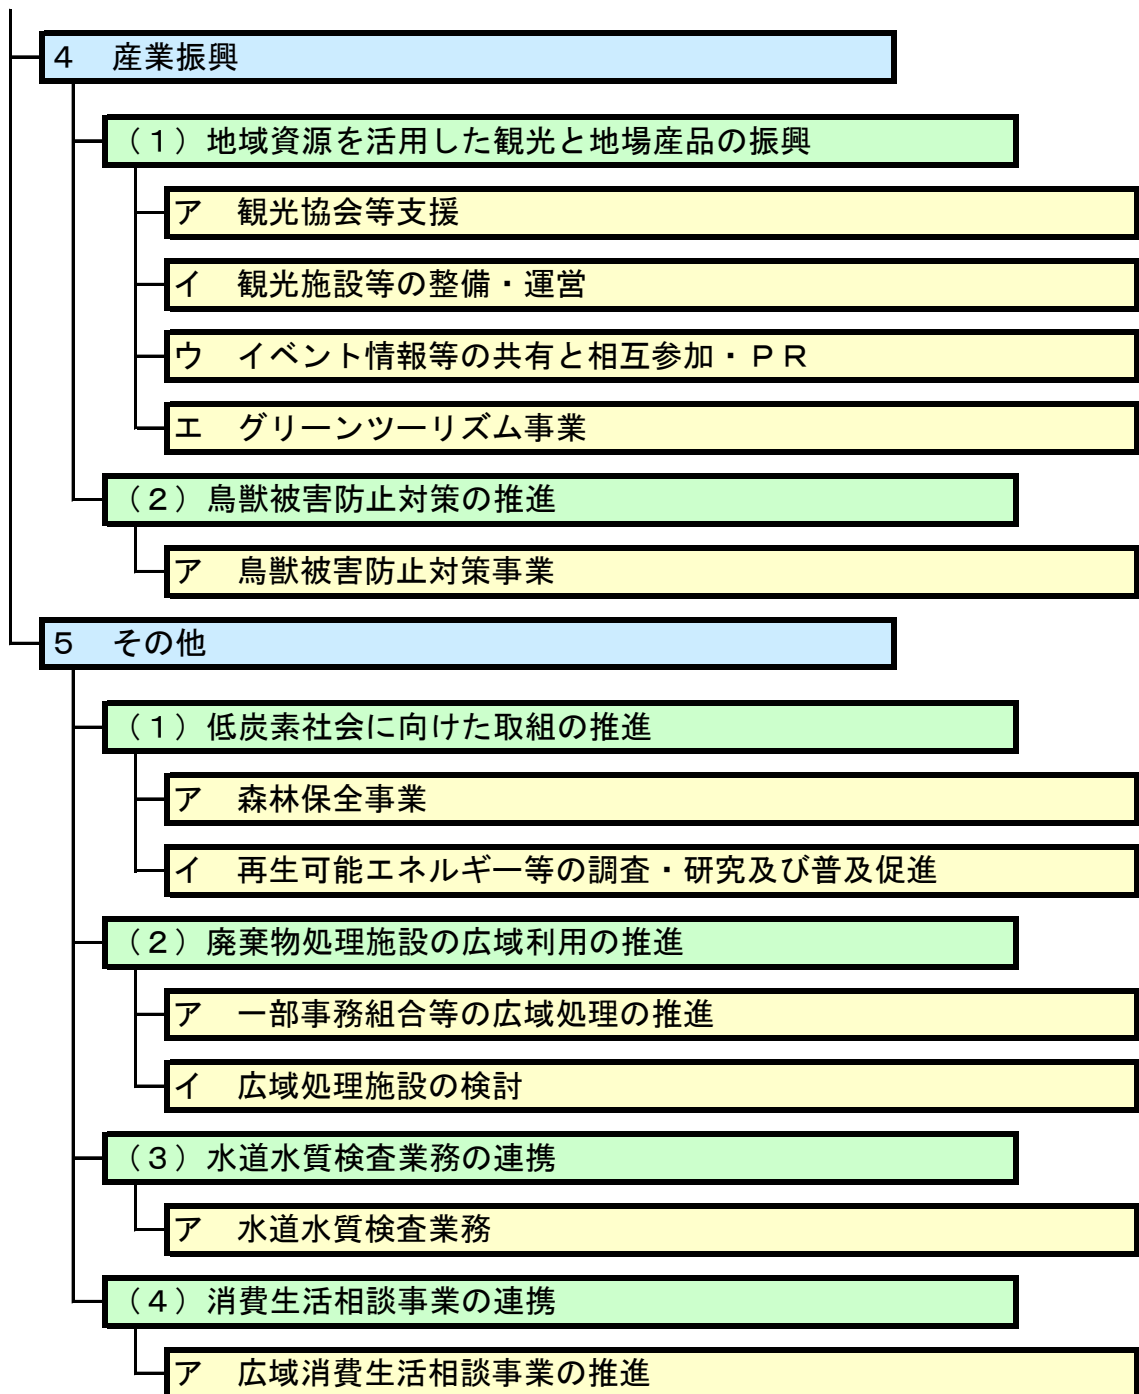 ４　産業振興
（１）地域資源を活用した観光と地場産品の振興
ア　観光協会等支援
イ　観光施設等の整備・運営
ウ　イベント情報等の共有と相互参加・ＰＲ
エ　グリーンツーリズム事業
（２）鳥獣被害防止対策の推進
ア　鳥獣被害防止対策事業
５　その他
（１）低炭素社会に向けた取組の推進
ア　森林保全事業
イ　再生可能エネルギー等の調査・研究及び普及促進
（２）廃棄物処理施設の広域利用の推進
ア　一部事務組合等の広域処理の推進
イ　広域処理施設の検討
（３）水道水質検査業務の連携
ア　水道水質検査業務
（４）消費生活相談事業の連携
ア　広域消費生活相談事業の推進